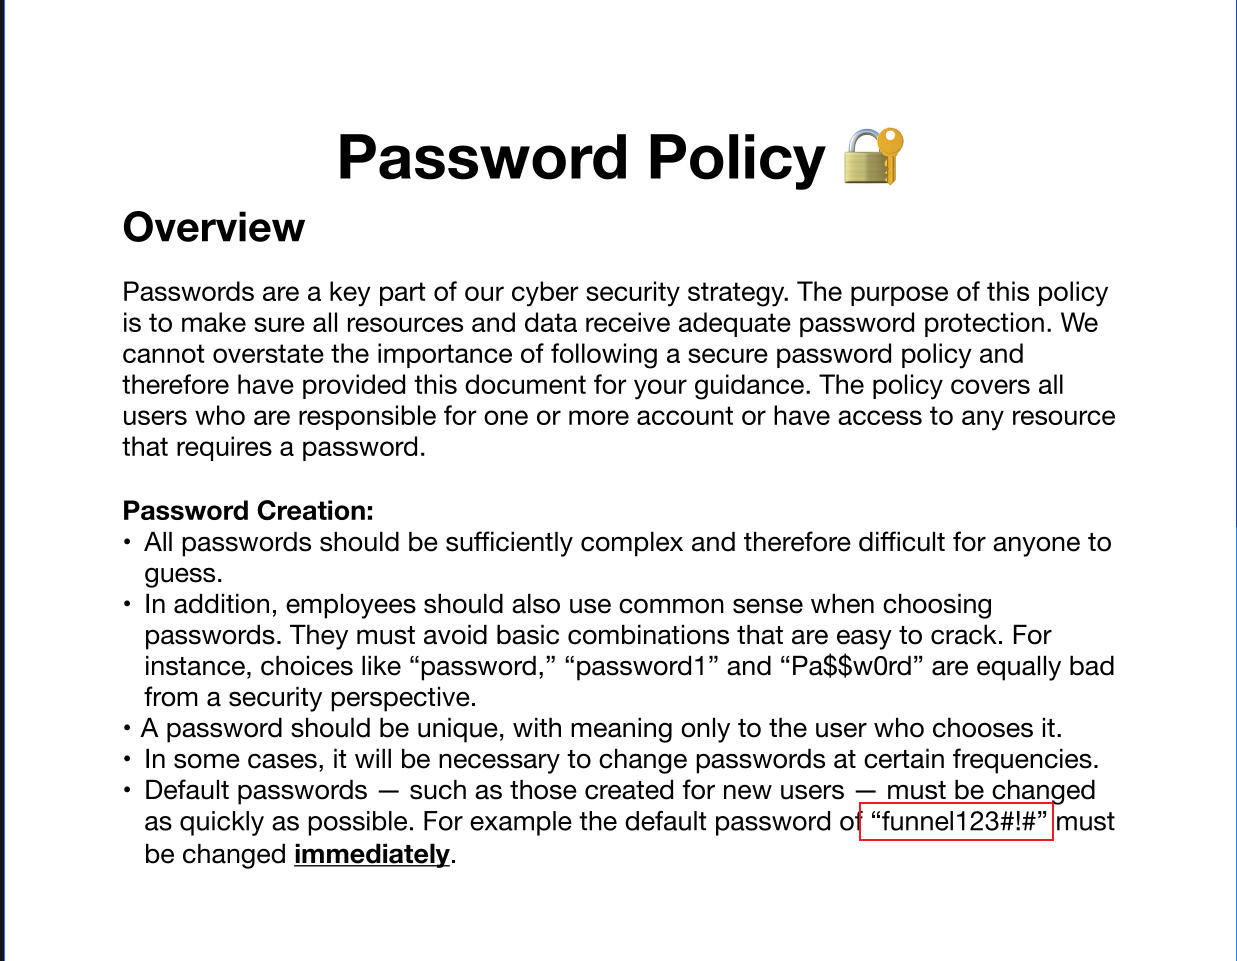 Password Policy 🔐
Overview
Passwords are a key part of our cyber security strategy. The purpose of this policy
is to make sure all resources and data receive adequate password protection. We
cannot overstate the importance of following a secure password policy and
therefore have provided this document for your guidance. The policy covers all
users who are responsible for one or more account or have access to any resource
that requires a password.
Password Creation:
• All passwords should be sufficiently complex and therefore difficult for anyone to
guess.
• In addition, employees should also use common sense when choosing
passwords. They must avoid basic combinations that are easy to crack. For
instance, choices like “password,” “password1” and “Pa$$w0rd” are equally bad
from a security perspective.
• A password should be unique, with meaning only to the user who chooses it.
• In some cases, it will be necessary to change passwords at certain frequencies.
• Default passwords — such as those created for new users — must be changed
as quickly as possible. For example the default password of “funnel123#!#” must
be changed immediately.